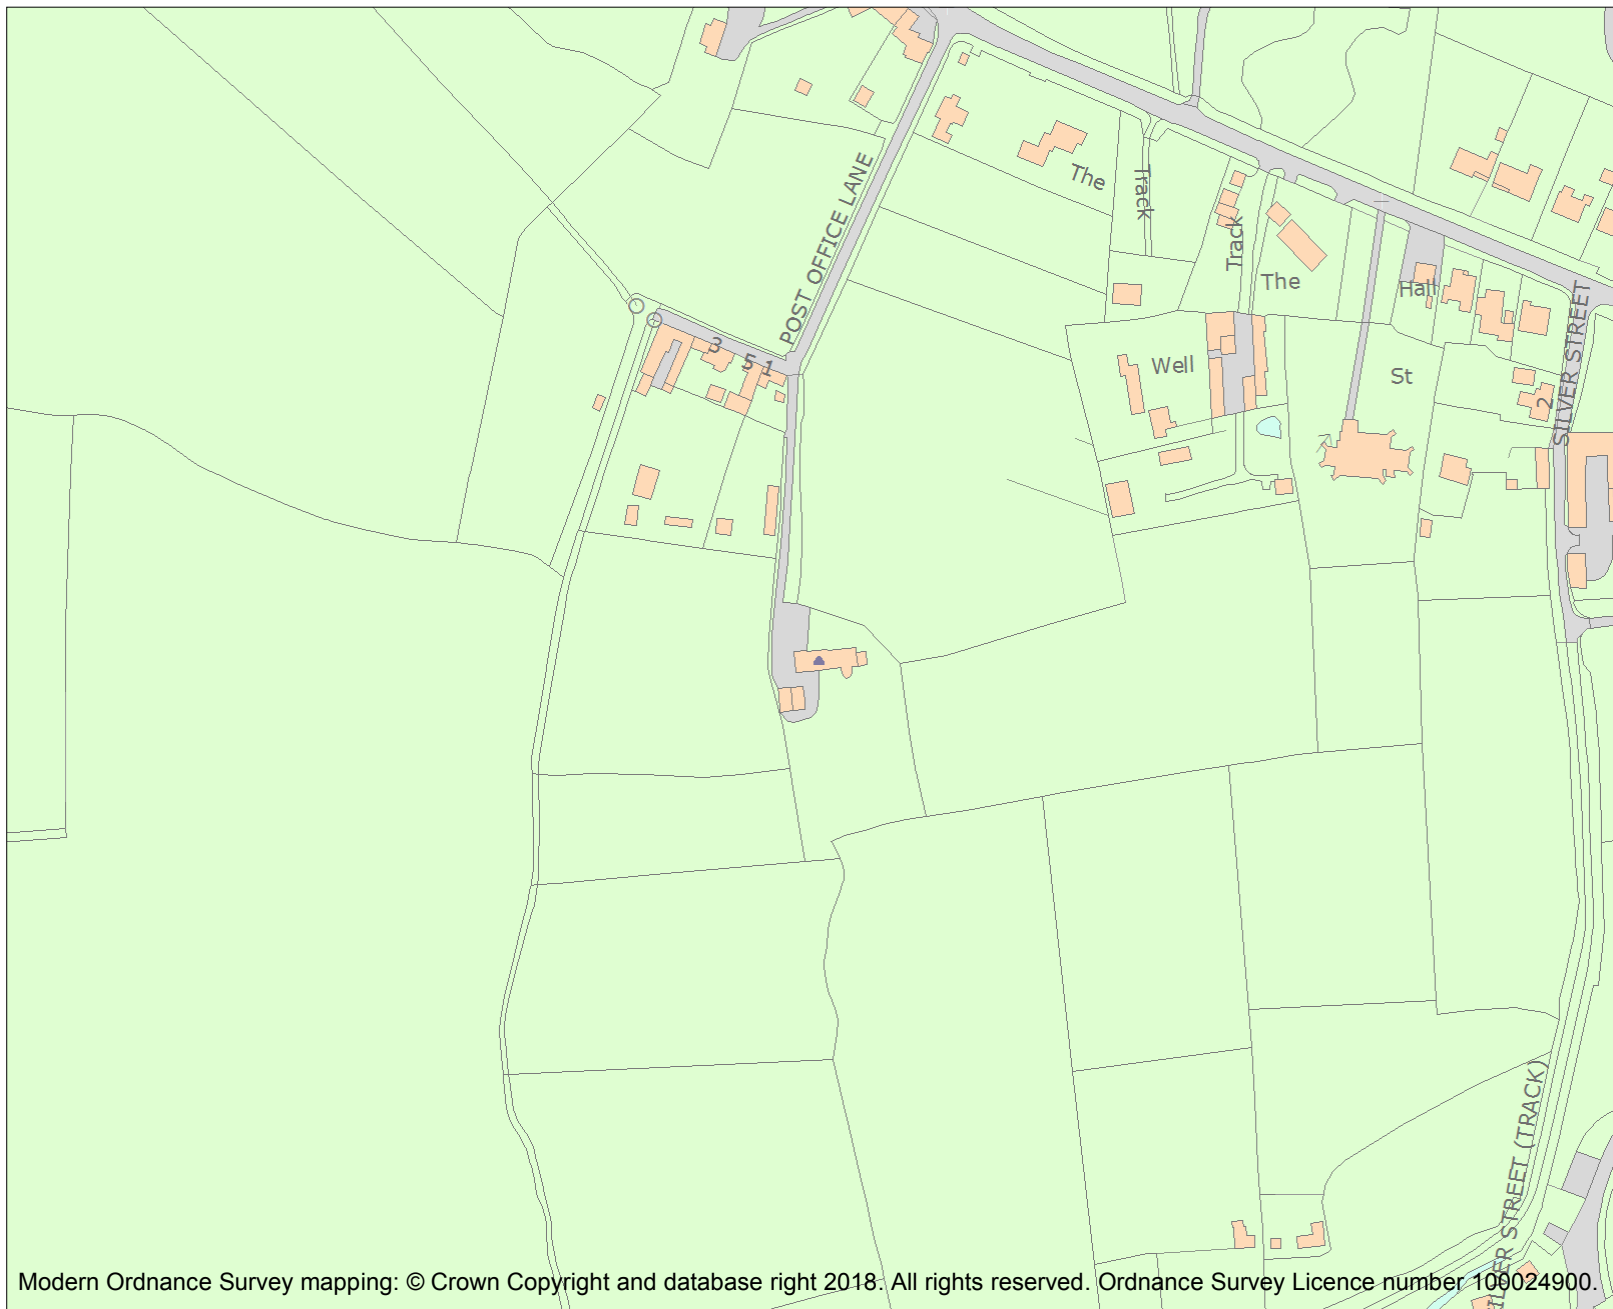 The
Track
POST OFFICE LANE
Track
The
Hall
SILVER STREET
3
5
1
Well
St
2
SILVER STREET (TRACK)
Modern Ordnance Survey mapping: © Crown Copyright and database right 2018. All rights reserved. Ordnance Survey Licence number 100024900.